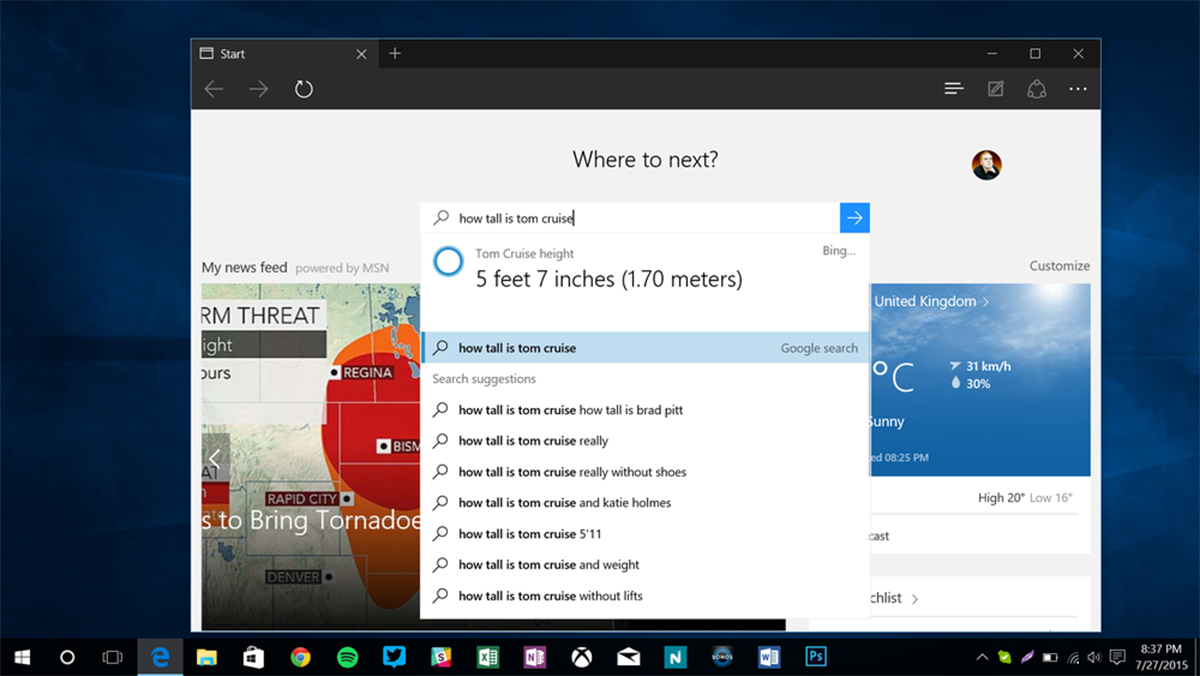 Start
Where to next?
how tall is tom cruise
Tom Cruise height
Bing...
5 feet 7 inches (1.70 meters)
how tall is tom cruise
Google search
Search suggestions
how tall is tom cruise how tall is brad pitt
how tall is tom cruise really
how tall is tom cruise really without shoes
how tall is tom cruise and katie holmes
how tall is tom cruise 5'11
how tall is tom cruise and weight
how tall is tom cruise without lifts
My news feed powered by MSN
Customize
RM THREAT
ight
ours
REGINA
BISM
RAPID CITY
s to Bring Tornadoe
DENVER
United Kingdom
°C
31 km/h
30%
Sunny
ed 08:25 PM
High 20° Low 16°
cast
chlist
SONOS
Ps
8:37 PM
7/27/2015